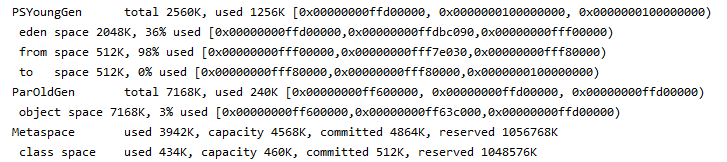 PSYoungGen      total 2560K, used 1256K [0x00000000ffd00000, 0x0000000100000000, 0x0000000100000000)
 eden space 2048K, 36% used [0x00000000ffd00000,0x00000000ffdbc090,0x00000000fff00000)
 from space 512K, 98% used [0x00000000fff00000,0x00000000fff7e030,0x00000000fff80000)
 to   space 512K, 0% used [0x00000000fff80000,0x00000000fff80000,0x0000000100000000)
ParOldGen       total 7168K, used 240K [0x00000000ff600000, 0x00000000ffd00000, 0x00000000ffd00000)
 object space 7168K, 3% used [0x00000000ff600000,0x00000000ff63c000,0x00000000ffd00000)
Metaspace       used 3942K, capacity 4568K, committed 4864K, reserved 1056768K
 class space    used 434K, capacity 460K, committed 512K, reserved 1048576K